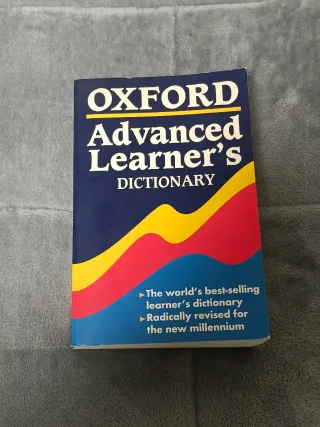 OXFORD
Advanced
Learner's
DICTIONARY
▸The world's best-selling
learner's dictionary
▸Radically revised for
the new millennium